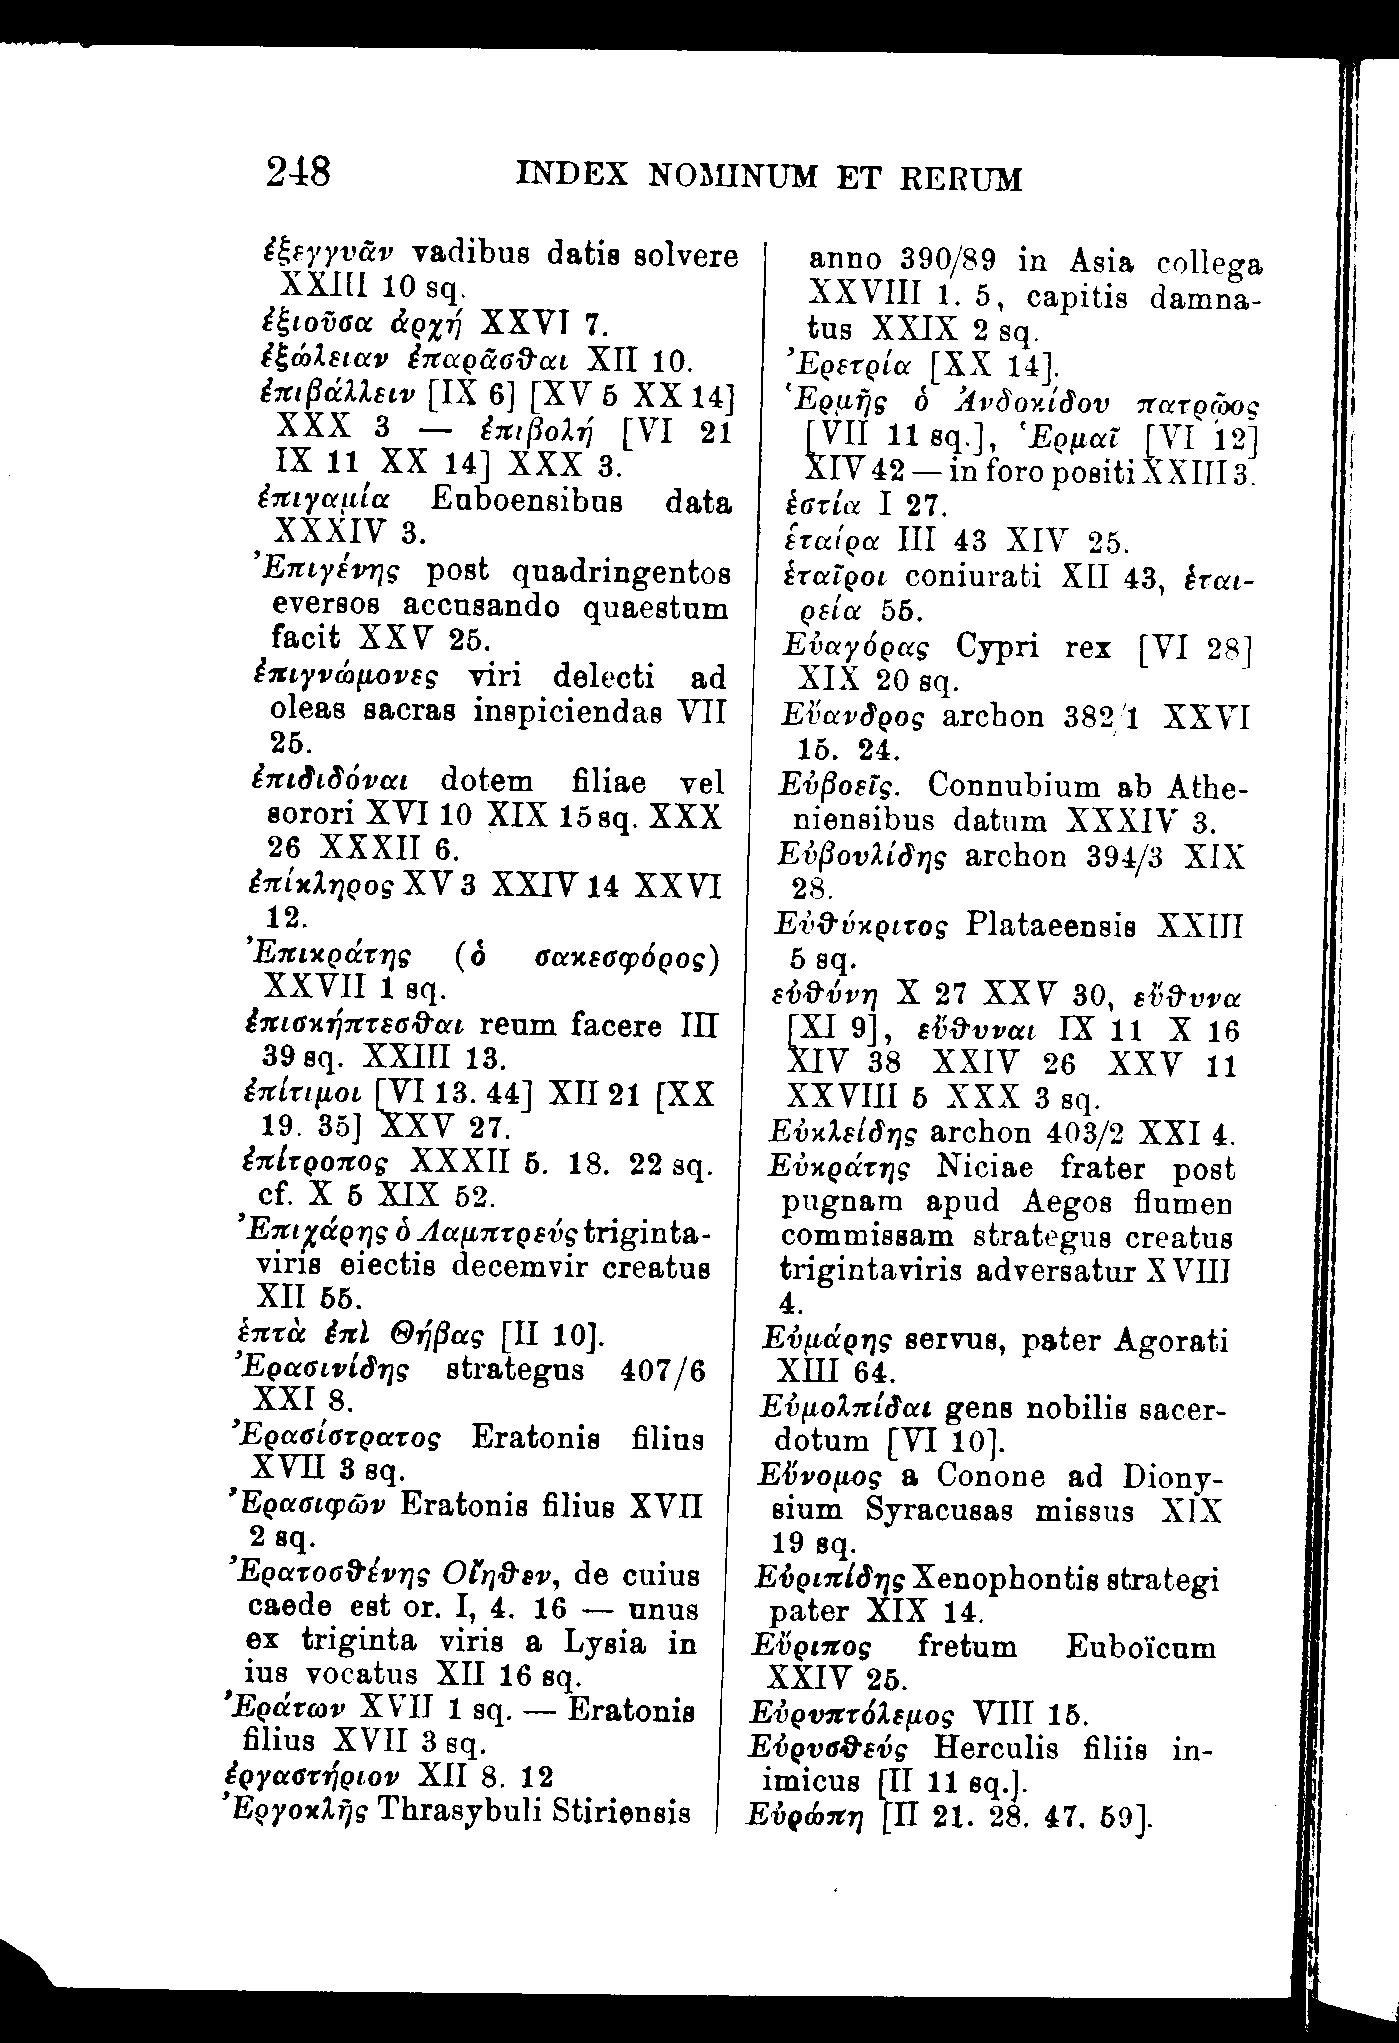 248 INDEX NOMINUM ET RERUM
ἐξεγγυᾶν vadibus datis solvere
XXIII 10 sq.
ἐξιοῦσα ἀρχή XXVI 7.
ἐξώλειαν ἐπαρᾶσθαι XII 10.
ἐπιβάλλειν [IX 6] [XV 5 XX 14]
XXX 3 — ἐπιβολή [VI 21
IX 11 XX 14] XXX 3.
ἐπιγαμία Euboensibus data
XXXIV 3.
Ἐπιγένης post quadringentos
eversos accusando quaestum
facit XXV 25.
ἐπιγνώμονες viri delecti ad
oleas sacras inspiciendas VII
25.
ἐπιδιδόναι dotem filiae vel
sorori XVI 10 XIX 15 sq. XXX
26 XXXII 6.
ἐπίκληρος XV 3 XXIV 14 XXVI
12.
Ἐπικράτης (ὁ σακεσφόρος)
XXVII 1 sq.
ἐπισκήπτεσθαι reum facere III
39 sq. XXIII 13.
ἐπίτιμοι [VI 13. 44] XII 21 [XX
19. 35] XXV 27.
ἐπίτροπος XXXII 5. 18. 22 sq.
cf. X 5 XIX 52.
Ἐπιχάρης ὁ Λαμπτρεύς triginta-
viris eiectis decemvir creatus
XII 55.
ἑπτὰ ἐπὶ Θήβας [II 10].
Ἐρασινίδης strategus 407/6
XXI 8.
Ἐρασίστρατος Eratonis filius
XVII 3 sq.
Ἐρασιφῶν Eratonis filius XVII
2 sq.
Ἐρατοσθένης Οἴηθεν, de cuius
caede est or. I, 4. 16 — unus
ex triginta viris a Lysia in
ius vocatus XII 16 sq.
Ἐράτων XVII 1 sq. — Eratonis
filius XVII 3 sq.
ἐργαστήριον XII 8. 12
Ἐργοκλῆς Thrasybuli Stiriensis
anno 390/89 in Asia collega
XXVIII 1. 5, capitis damna-
tus XXIX 2 sq.
Ἐρετρία [XX 14].
Ἑρμῆς ὁ Ἀνδοκίδου πατρῷος
[VII 11 sq.], Ἑρμαῖ [VI 12]
XIV 42 — in foro positi XXIII 3.
ἑστία I 27.
ἑταίρα III 43 XIV 25.
ἑταῖροι coniurati XII 43, ἑται-
ρεία 55.
Εὐαγόρας Cypri rex [VI 28]
XIX 20 sq.
Εὔανδρος archon 382/1 XXVI
15. 24.
Εὐβοεῖς. Connubium ab Athe-
niensibus datum XXXIV 3.
Εὐβουλίδης archon 394/3 XIX
28.
Εὐθύκριτος Plataeensis XXIII
5 sq.
εὐθύνη X 27 XXV 30, εὔθυνα
[XI 9], εὔθυναι IX 11 X 16
XIV 38 XXIV 26 XXV 11
XXVIII 5 XXX 3 sq.
Εὐκλείδης archon 403/2 XXI 4.
Εὐκράτης Niciae frater post
pugnam apud Aegos flumen
commissam strategus creatus
trigintaviris adversatur XVIII
4.
Εὐμάρης servus, pater Agorati
XIII 64.
Εὐμολπίδαι gens nobilis sacer-
dotum [VI 10].
Εὔνομος a Conone ad Diony-
sium Syracusas missus XIX
19 sq.
Εὐριπίδης Xenophontis strategi
pater XIX 14.
Εὔριπος fretum Euboïcum
XXIV 25.
Εὐρυπτόλεμος VIII 15.
Εὐρυσθεύς Herculis filiis in-
imicus [II 11 sq.].
Εὐρώπη [II 21. 28. 47. 59].